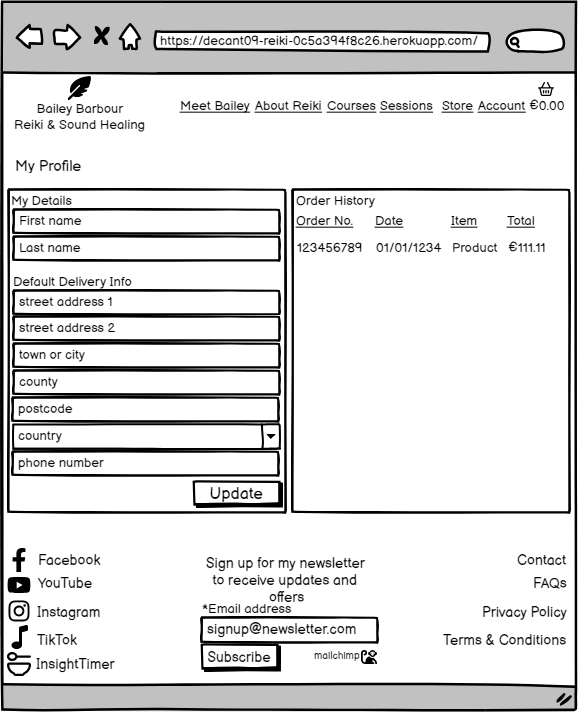 https://decant09-reiki-0c5a394f8c26.herokuapp.com/
Bailey Barbour
Reiki & Sound Healing
Meet Bailey About Reiki Courses Sessions Store Account €0.00
My Profile
My Details
First name
Last name
Default Delivery Info
street address 1
street address 2
town or city
county
postcode
country
phone number
Update
Order History
Order No. Date Item Total
123456789 01/01/1234 Product €111.11
Facebook
YouTube
Instagram
TikTok
InsightTimer
Sign up for my newsletter
to receive updates and
offers
*Email address
signup@newsletter.com
Subscribe
mailchimp
Contact
FAQs
Privacy Policy
Terms & Conditions